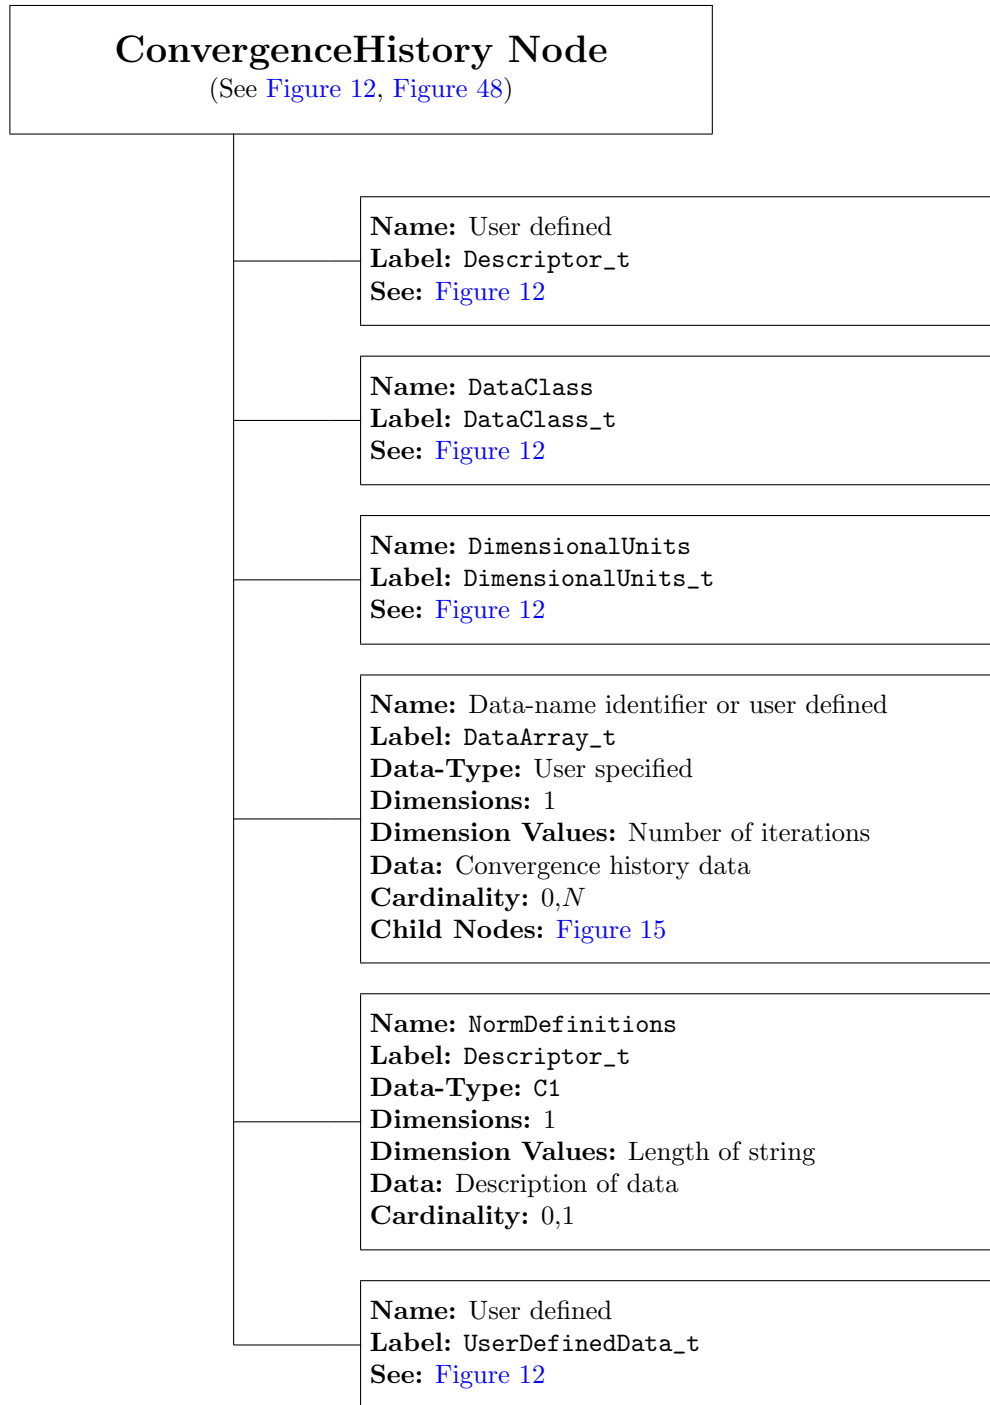 ConvergenceHistory Node
(See Figure 12, Figure 48)
Name: User defined
Label: Descriptor_t
See: Figure 12
Name: DataClass
Label: DataClass_t
See: Figure 12
Name: DimensionalUnits
Label: DimensionalUnits_t
See: Figure 12
Name: Data-name identifier or user defined
Label: DataArray_t
Data-Type: User specified
Dimensions: 1
Dimension Values: Number of iterations
Data: Convergence history data
Cardinality: 0,N
Child Nodes: Figure 15
Name: NormDefinitions
Label: Descriptor_t
Data-Type: C1
Dimensions: 1
Dimension Values: Length of string
Data: Description of data
Cardinality: 0,1
Name: User defined
Label: UserDefinedData_t
See: Figure 12